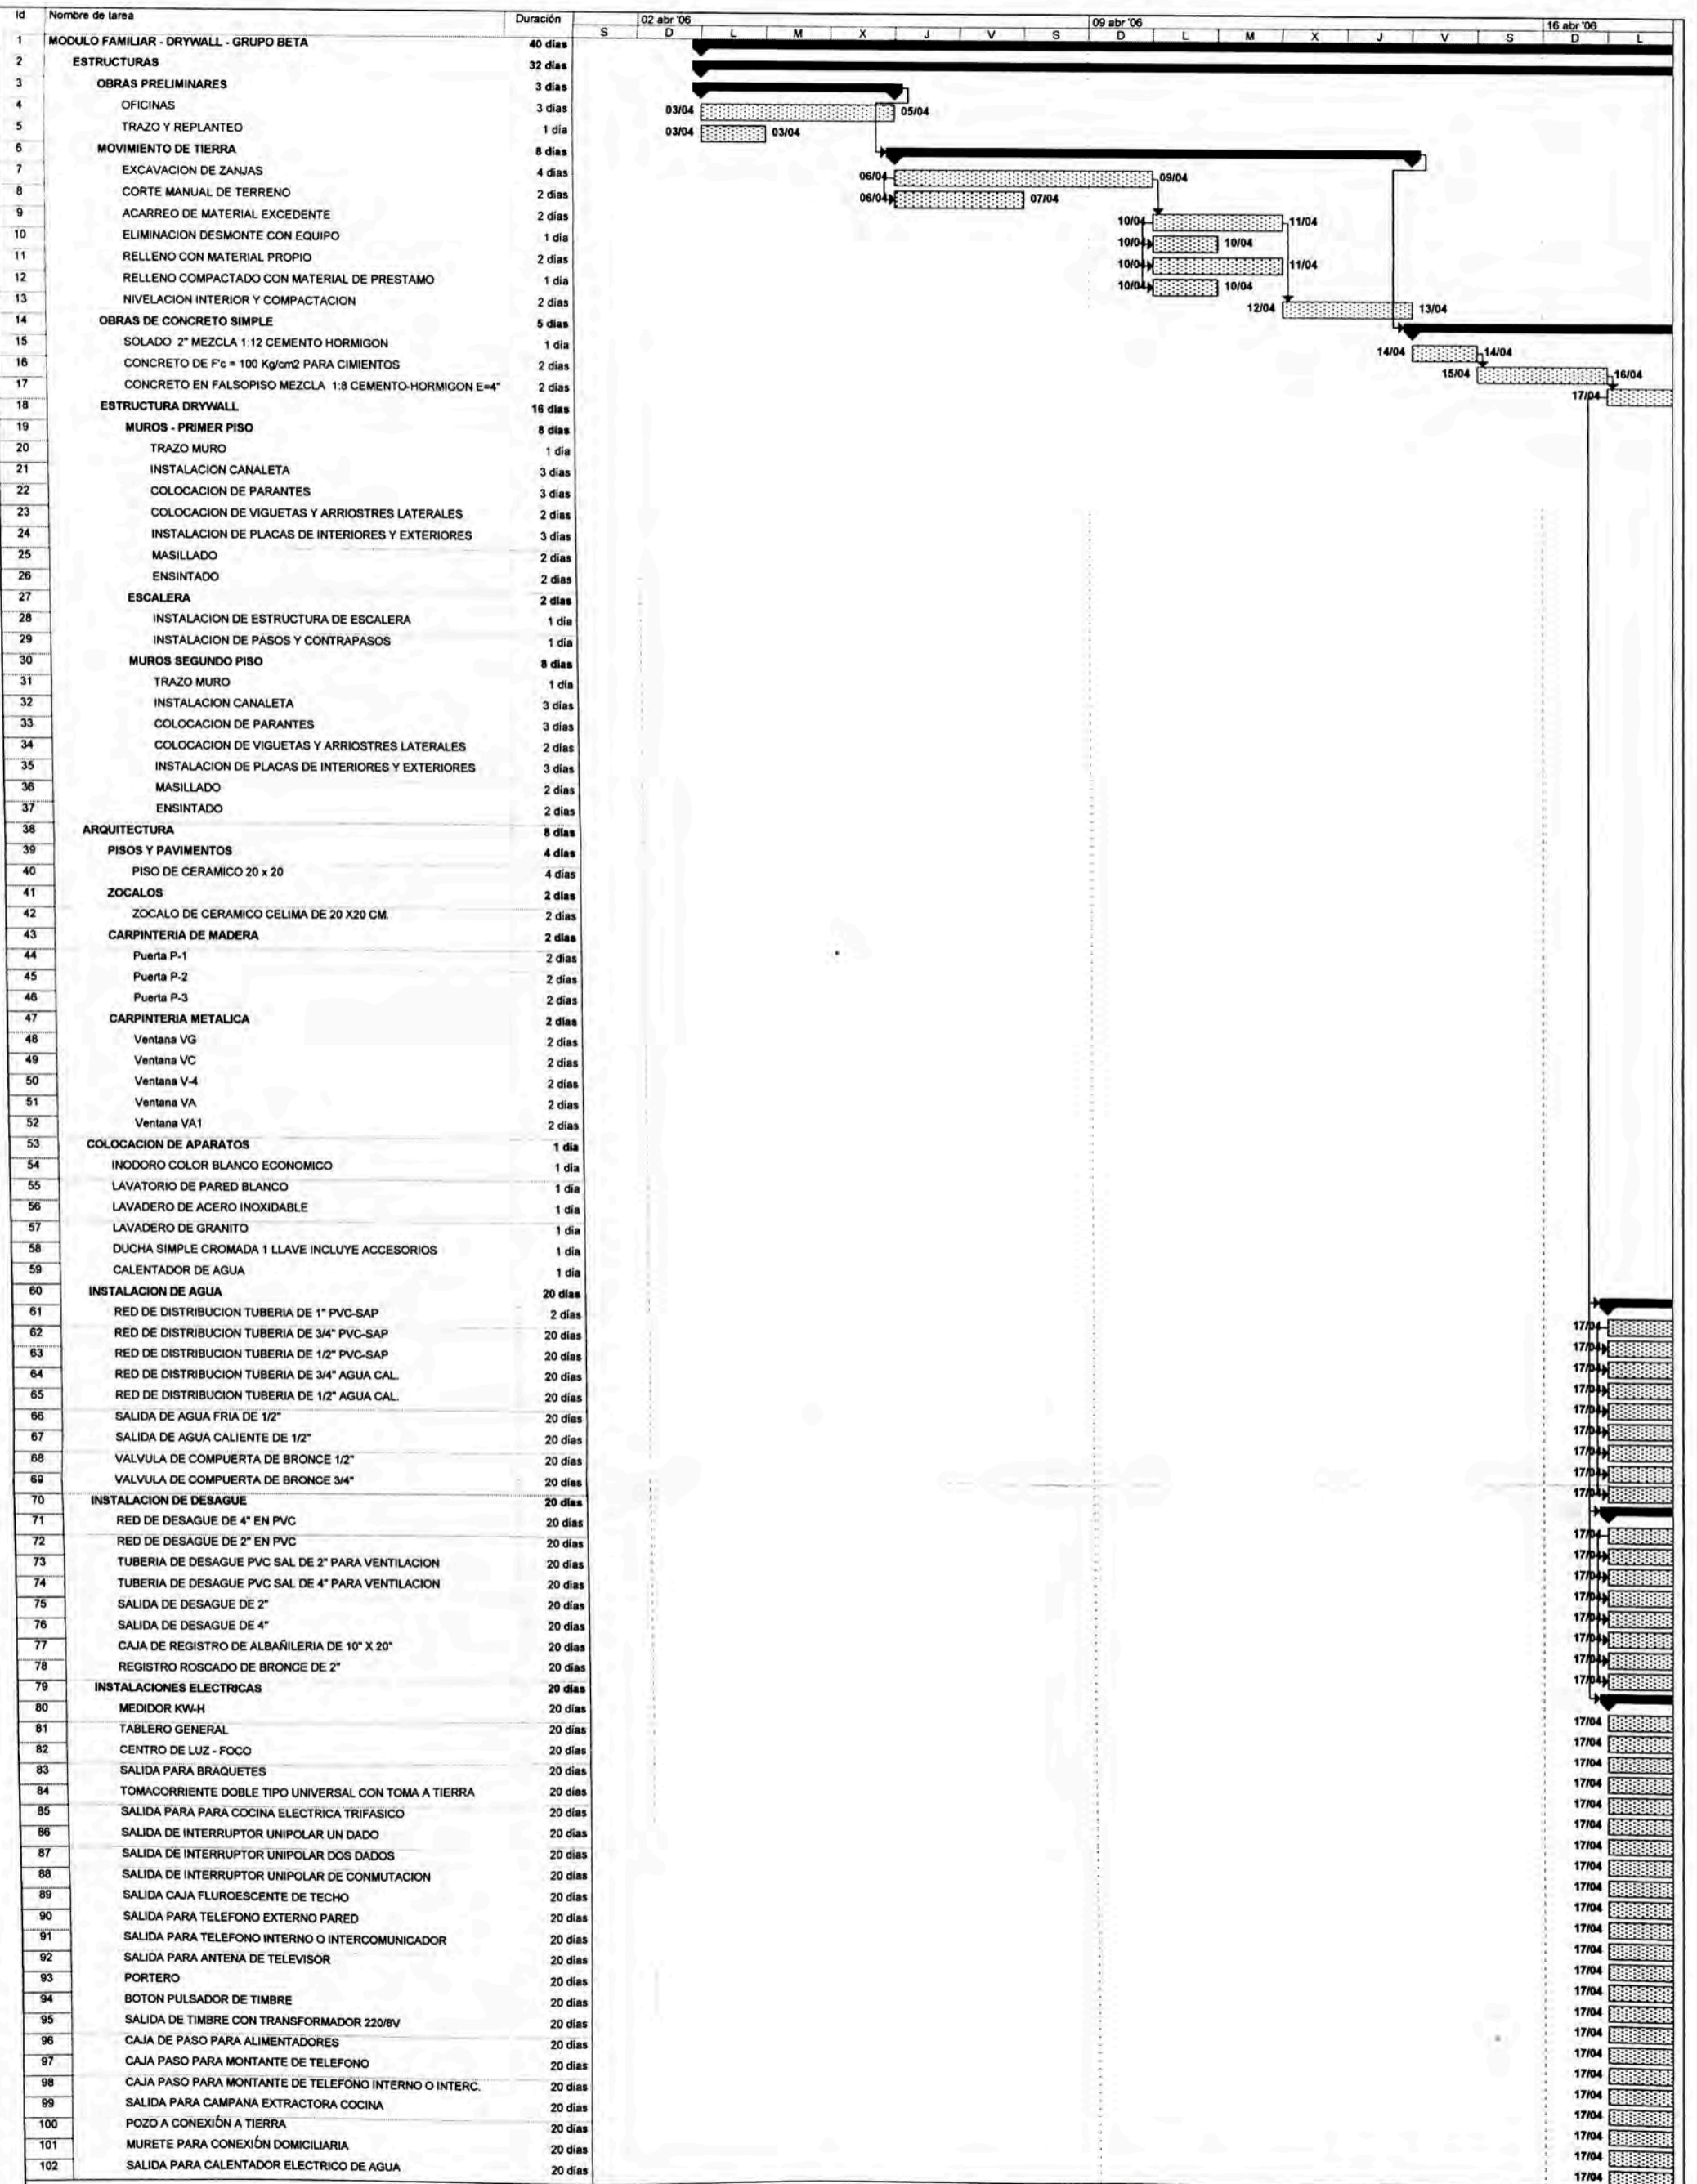 Id Nombre de tarea Duración 02 abr '06 09 abr '06 16 abr '06
S D L M X J V S D L M X J V S D L
1 MODULO FAMILIAR - DRYWALL - GRUPO BETA 40 días
2 ESTRUCTURAS 32 días
3 OBRAS PRELIMINARES 3 días
4 OFICINAS 3 días 03/04 05/04
5 TRAZO Y REPLANTEO 1 día 03/04 03/04
6 MOVIMIENTO DE TIERRA 8 días
7 EXCAVACION DE ZANJAS 4 días 06/04 09/04
8 CORTE MANUAL DE TERRENO 2 días 06/04 07/04
9 ACARREO DE MATERIAL EXCEDENTE 2 días 10/04 11/04
10 ELIMINACION DESMONTE CON EQUIPO 1 día 10/04 10/04
11 RELLENO CON MATERIAL PROPIO 2 días 10/04 11/04
12 RELLENO COMPACTADO CON MATERIAL DE PRESTAMO 1 día 10/04 10/04
13 NIVELACION INTERIOR Y COMPACTACION 2 días 12/04 13/04
14 OBRAS DE CONCRETO SIMPLE 5 días
15 SOLADO 2" MEZCLA 1:12 CEMENTO HORMIGON 1 día 14/04 14/04
16 CONCRETO DE F'c = 100 Kg/cm2 PARA CIMIENTOS 2 días 15/04 16/04
17 CONCRETO EN FALSOPISO MEZCLA 1:8 CEMENTO-HORMIGON E=4" 2 días 17/04
18 ESTRUCTURA DRYWALL 16 días
19 MUROS - PRIMER PISO 8 días
20 TRAZO MURO 1 día
21 INSTALACION CANALETA 3 días
22 COLOCACION DE PARANTES 3 días
23 COLOCACION DE VIGUETAS Y ARRIOSTRES LATERALES 2 días
24 INSTALACION DE PLACAS DE INTERIORES Y EXTERIORES 3 días
25 MASILLADO 2 días
26 ENSINTADO 2 días
27 ESCALERA 2 días
28 INSTALACION DE ESTRUCTURA DE ESCALERA 1 día
29 INSTALACION DE PASOS Y CONTRAPASOS 1 día
30 MUROS SEGUNDO PISO 8 días
31 TRAZO MURO 1 día
32 INSTALACION CANALETA 3 días
33 COLOCACION DE PARANTES 3 días
34 COLOCACION DE VIGUETAS Y ARRIOSTRES LATERALES 2 días
35 INSTALACION DE PLACAS DE INTERIORES Y EXTERIORES 3 días
36 MASILLADO 2 días
37 ENSINTADO 2 días
38 ARQUITECTURA 8 días
39 PISOS Y PAVIMENTOS 4 días
40 PISO DE CERAMICO 20 x 20 4 días
41 ZOCALOS 2 días
42 ZOCALO DE CERAMICO CELIMA DE 20 X20 CM. 2 días
43 CARPINTERIA DE MADERA 2 días
44 Puerta P-1 2 días
45 Puerta P-2 2 días
46 Puerta P-3 2 días
47 CARPINTERIA METALICA 2 días
48 Ventana VG 2 días
49 Ventana VC 2 días
50 Ventana V-4 2 días
51 Ventana VA 2 días
52 Ventana VA1 2 días
53 COLOCACION DE APARATOS 1 día
54 INODORO COLOR BLANCO ECONOMICO 1 día
55 LAVATORIO DE PARED BLANCO 1 día
56 LAVADERO DE ACERO INOXIDABLE 1 día
57 LAVADERO DE GRANITO 1 día
58 DUCHA SIMPLE CROMADA 1 LLAVE INCLUYE ACCESORIOS 1 día
59 CALENTADOR DE AGUA 1 día
60 INSTALACION DE AGUA 20 días
61 RED DE DISTRIBUCION TUBERIA DE 1" PVC-SAP 2 días 17/04
62 RED DE DISTRIBUCION TUBERIA DE 3/4" PVC-SAP 20 días 17/04
63 RED DE DISTRIBUCION TUBERIA DE 1/2" PVC-SAP 20 días 17/04
64 RED DE DISTRIBUCION TUBERIA DE 3/4" AGUA CAL. 20 días 17/04
65 RED DE DISTRIBUCION TUBERIA DE 1/2" AGUA CAL. 20 días 17/04
66 SALIDA DE AGUA FRIA DE 1/2" 20 días 17/04
67 SALIDA DE AGUA CALIENTE DE 1/2" 20 días 17/04
68 VALVULA DE COMPUERTA DE BRONCE 1/2" 20 días 17/04
69 VALVULA DE COMPUERTA DE BRONCE 3/4" 20 días 17/04
70 INSTALACION DE DESAGUE 20 días
71 RED DE DESAGUE DE 4" EN PVC 20 días 17/04
72 RED DE DESAGUE DE 2" EN PVC 20 días 17/04
73 TUBERIA DE DESAGUE PVC SAL DE 2" PARA VENTILACION 20 días 17/04
74 TUBERIA DE DESAGUE PVC SAL DE 4" PARA VENTILACION 20 días 17/04
75 SALIDA DE DESAGUE DE 2" 20 días 17/04
76 SALIDA DE DESAGUE DE 4" 20 días 17/04
77 CAJA DE REGISTRO DE ALBAÑILERIA DE 10" X 20" 20 días 17/04
78 REGISTRO ROSCADO DE BRONCE DE 2" 20 días 17/04
79 INSTALACIONES ELECTRICAS 20 días
80 MEDIDOR KW-H 20 días 17/04
81 TABLERO GENERAL 20 días 17/04
82 CENTRO DE LUZ - FOCO 20 días 17/04
83 SALIDA PARA BRAQUETES 20 días 17/04
84 TOMACORRIENTE DOBLE TIPO UNIVERSAL CON TOMA A TIERRA 20 días 17/04
85 SALIDA PARA PARA COCINA ELECTRICA TRIFASICO 20 días 17/04
86 SALIDA DE INTERRUPTOR UNIPOLAR UN DADO 20 días 17/04
87 SALIDA DE INTERRUPTOR UNIPOLAR DOS DADOS 20 días 17/04
88 SALIDA DE INTERRUPTOR UNIPOLAR DE CONMUTACION 20 días 17/04
89 SALIDA CAJA FLUROESCENTE DE TECHO 20 días 17/04
90 SALIDA PARA TELEFONO EXTERNO PARED 20 días 17/04
91 SALIDA PARA TELEFONO INTERNO O INTERCOMUNICADOR 20 días 17/04
92 SALIDA PARA ANTENA DE TELEVISOR 20 días 17/04
93 PORTERO 20 días 17/04
94 BOTON PULSADOR DE TIMBRE 20 días 17/04
95 SALIDA DE TIMBRE CON TRANSFORMADOR 220/8V 20 días 17/04
96 CAJA DE PASO PARA ALIMENTADORES 20 días 17/04
97 CAJA PASO PARA MONTANTE DE TELEFONO 20 días 17/04
98 CAJA PASO PARA MONTANTE DE TELEFONO INTERNO O INTERC. 20 días 17/04
99 SALIDA PARA CAMPANA EXTRACTORA COCINA 20 días 17/04
100 POZO A CONEXIÓN A TIERRA 20 días 17/04
101 MURETE PARA CONEXIÓN DOMICILIARIA 20 días 17/04
102 SALIDA PARA CALENTADOR ELECTRICO DE AGUA 20 días 17/04